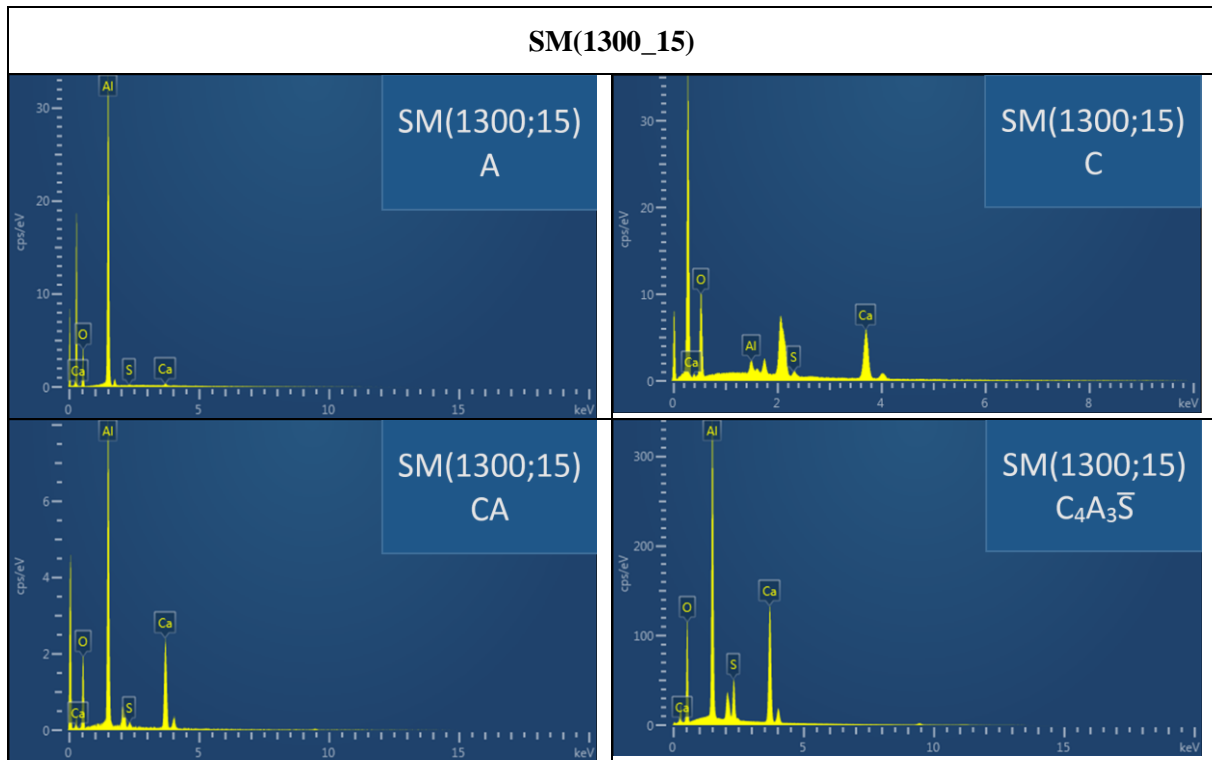 SM(1300_15)
SM(1300;15)
A
cps/eV
30
20
10
0
Al
O
Ca
S
Ca
0
5
15
keV
SM(1300;15)
C
cps/eV
30
20
10
0
O
Ca
Al
S
Ca
0
2
4
6
8
keV
SM(1300;15)
CA
cps/eV
6
4
2
0
Al
O
Ca
S
Ca
0
5
15
keV
SM(1300;15)
C₄A₃S̅
cps/eV
300
200
100
0
Al
O
Ca
S
Ca
0
5
10
15
keV